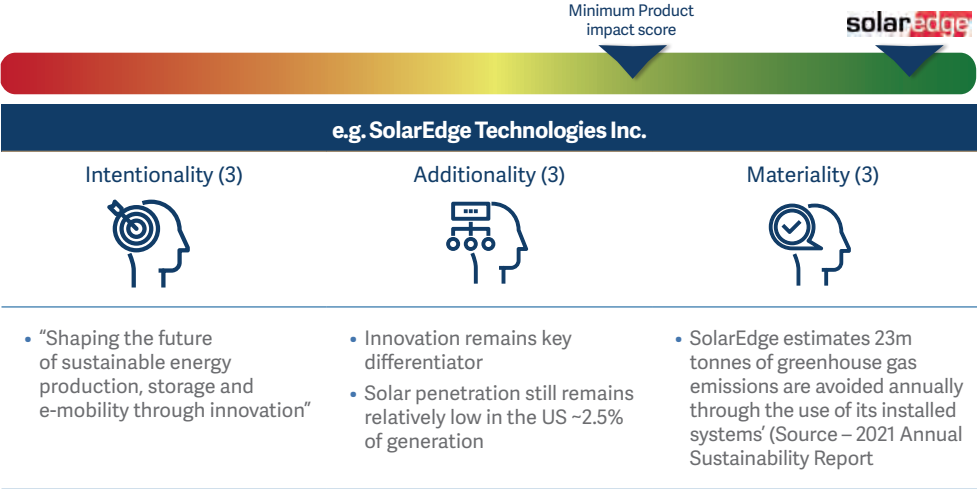 Minimum Product
impact score
solaredge
e.g. SolarEdge Technologies Inc.
Intentionality (3)
Additionality (3)
Materiality (3)
• “Shaping the future
of sustainable energy
production, storage and
e-mobility through innovation”
• Innovation remains key
differentiator
• Solar penetration still remains
relatively low in the US ~2.5%
of generation
• SolarEdge estimates 23m
tonnes of greenhouse gas
emissions are avoided annually
through the use of its installed
systems’ (Source – 2021 Annual
Sustainability Report